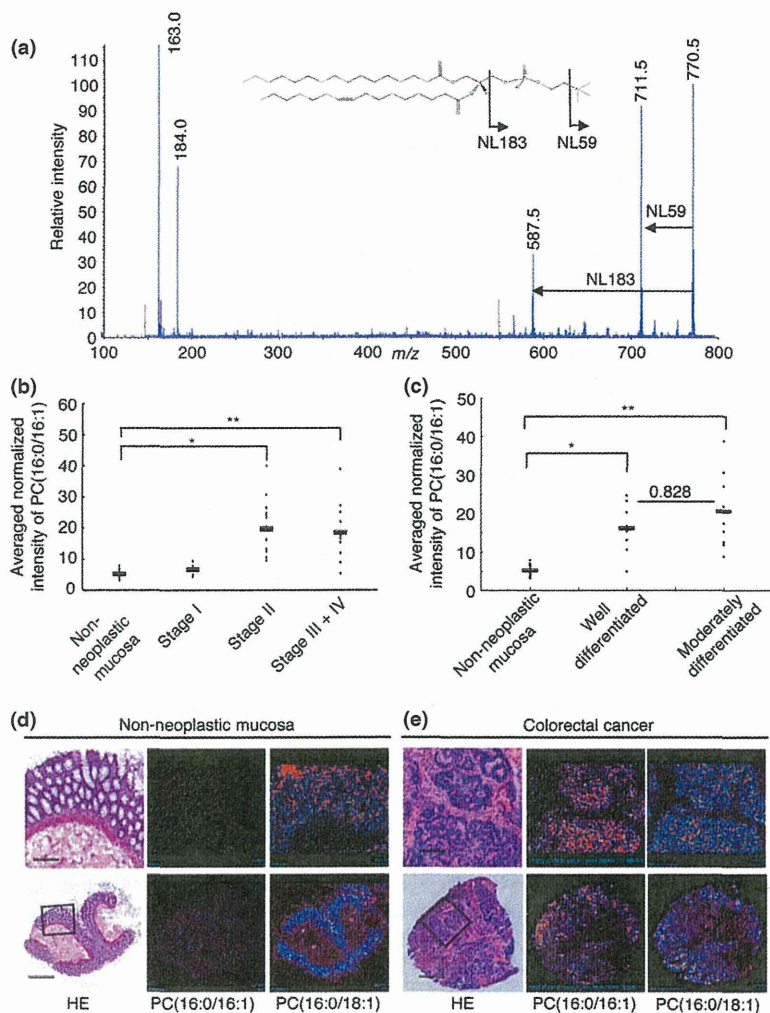 (a)
163.0
184.0
587.5
711.5
770.5
NL183
NL59
NL59
NL183
Relative intensity
110
100
90
80
70
60
50
40
30
20
10
0
100
200
300
400
500
600
700
800
m/z
(b)
Averaged normalized
intensity of PC(16:0/16:1)
60
50
40
30
20
10
0
**
*
Non-
neoplastic
mucosa
Stage I
Stage II
Stage III + IV
(c)
Averaged normalized
intensity of PC(16:0/16:1)
50
40
30
20
10
0
**
*
0.828
Non-neoplastic
mucosa
Well
differentiated
Moderately
differentiated
(d)
Non-neoplastic mucosa
HE
PC(16:0/16:1)
PC(16:0/18:1)
(e)
Colorectal cancer
HE
PC(16:0/16:1)
PC(16:0/18:1)